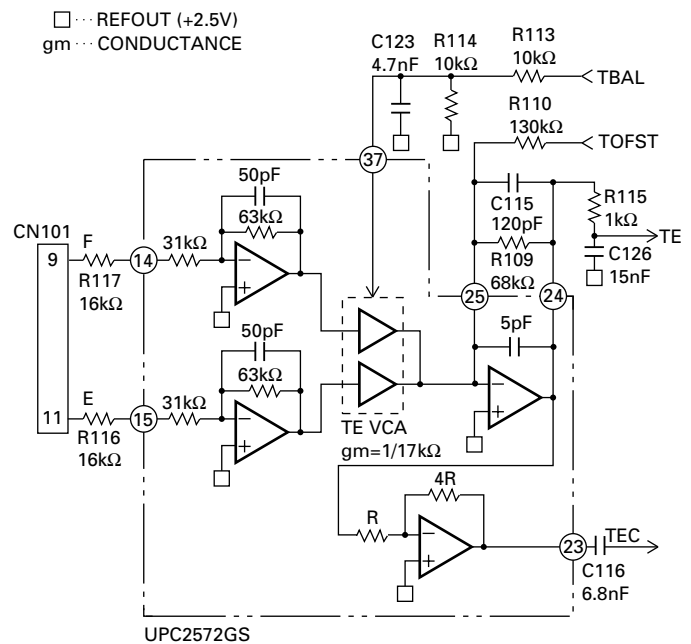 □ ··· REFOUT (+2.5V)
gm ··· CONDUCTANCE
C123
4.7nF
R114
10kΩ
R113
10kΩ
TBAL
R110
130kΩ
TOFST
37
50pF
63kΩ
C115
120pF
R109
68kΩ
R115
1kΩ
TE
C126
15nF
CN101
9
F
R117
16kΩ
14
31kΩ
−
+
25
24
50pF
63kΩ
5pF
11
E
R116
16kΩ
15
31kΩ
−
+
TE VCA
gm=1/17kΩ
−
+
4R
R
−
+
23
TEC
C116
6.8nF
UPC2572GS